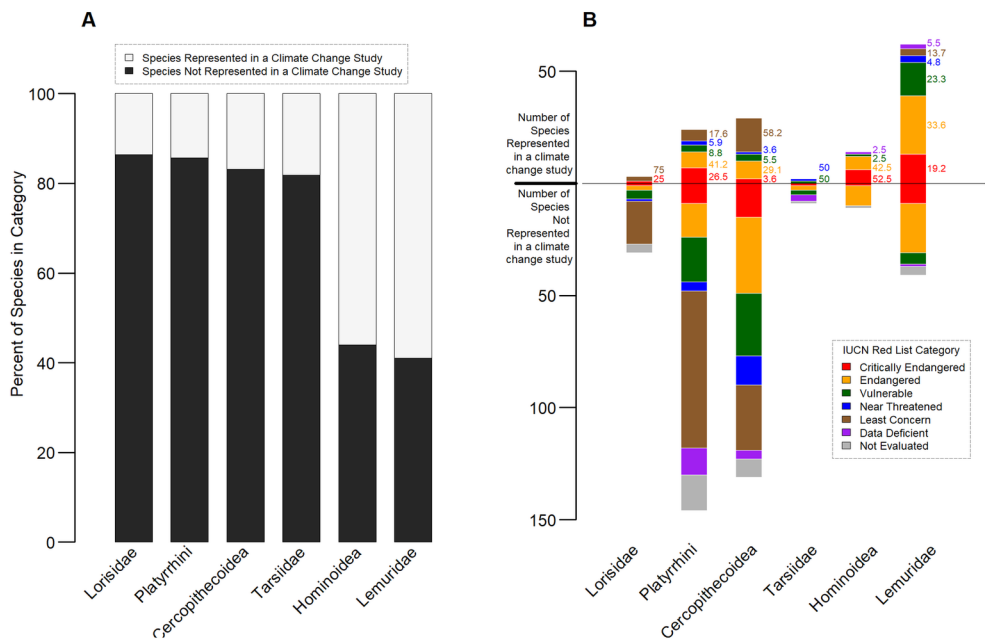 A
Species Represented in a Climate Change Study
Species Not Represented in a Climate Change Study
Percent of Species in Category
100
80
60
40
20
0
Lorisidae
Platyrrhini
Cercopithecoidea
Tarsiidae
Hominoidea
Lemuridae
B
50
Number of
Species
Represented
in a climate
change study
Number of
Species
Not
Represented
in a climate
change study
50
100
150
75
25
17.6
5.9
8.8
41.2
26.5
58.2
3.6
5.5
29.1
3.6
50
50
2.5
2.5
42.5
52.5
5.5
13.7
4.8
23.3
33.6
19.2
IUCN Red List Category
Critically Endangered
Endangered
Vulnerable
Near Threatened
Least Concern
Data Deficient
Not Evaluated
Lorisidae
Platyrrhini
Cercopithecoidea
Tarsiidae
Hominoidea
Lemuridae